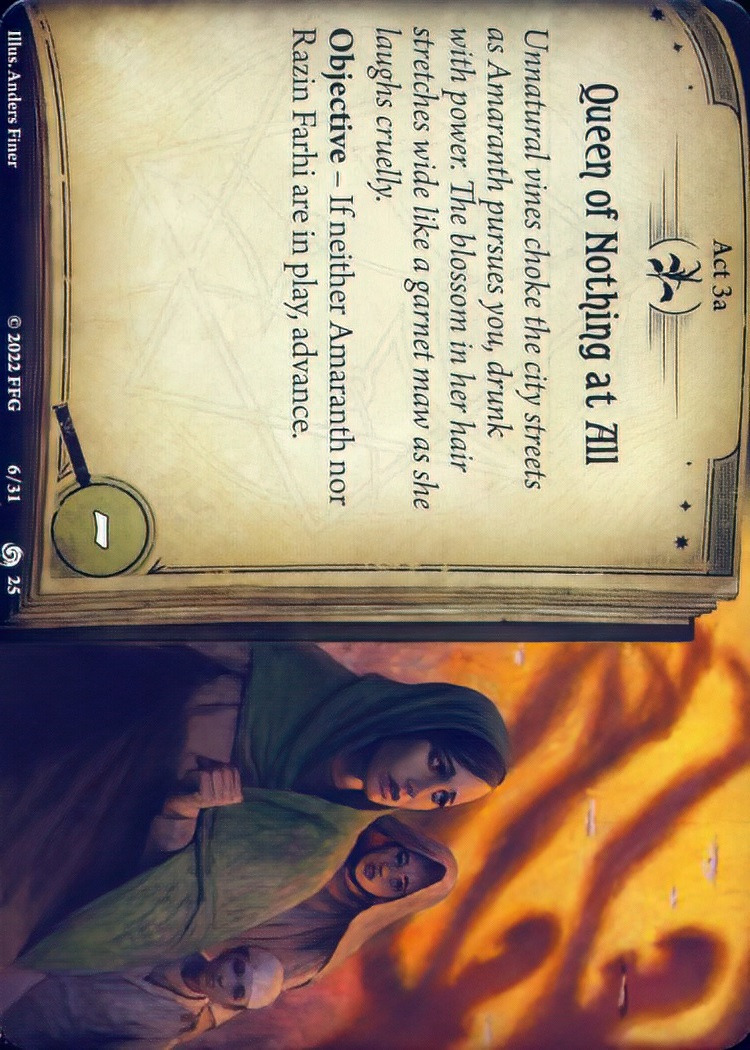 Act 3a
Queen of Nothing at All
Unnatural vines choke the city streets
as Amaranth pursues you, drunk
with power. The blossom in her hair
stretches wide like a garnet maw as she
laughs cruelly.
Objective – If neither Amaranth nor
Razin Farhi are in play, advance.
–
Illus. Anders Finer © 2022 FFG 6/31 25